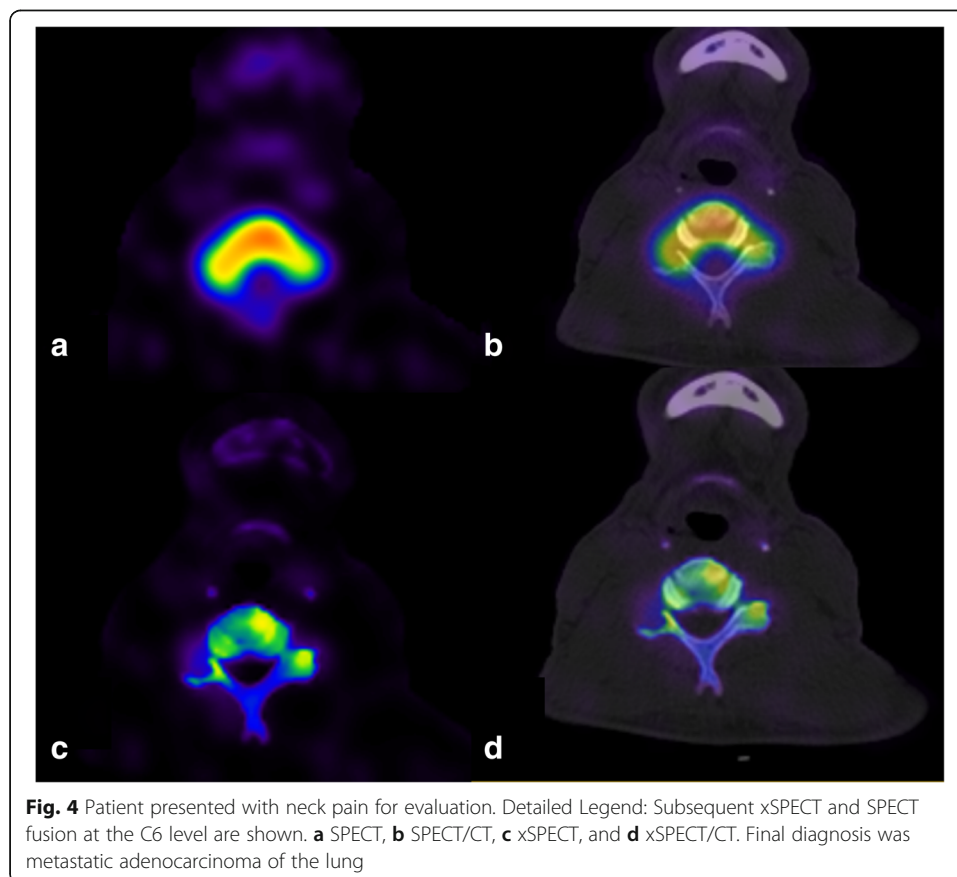 a
b
c
d
Fig. 4 Patient presented with neck pain for evaluation. Detailed Legend: Subsequent xSPECT and SPECT
fusion at the C6 level are shown. a SPECT, b SPECT/CT, c xSPECT, and d xSPECT/CT. Final diagnosis was
metastatic adenocarcinoma of the lung